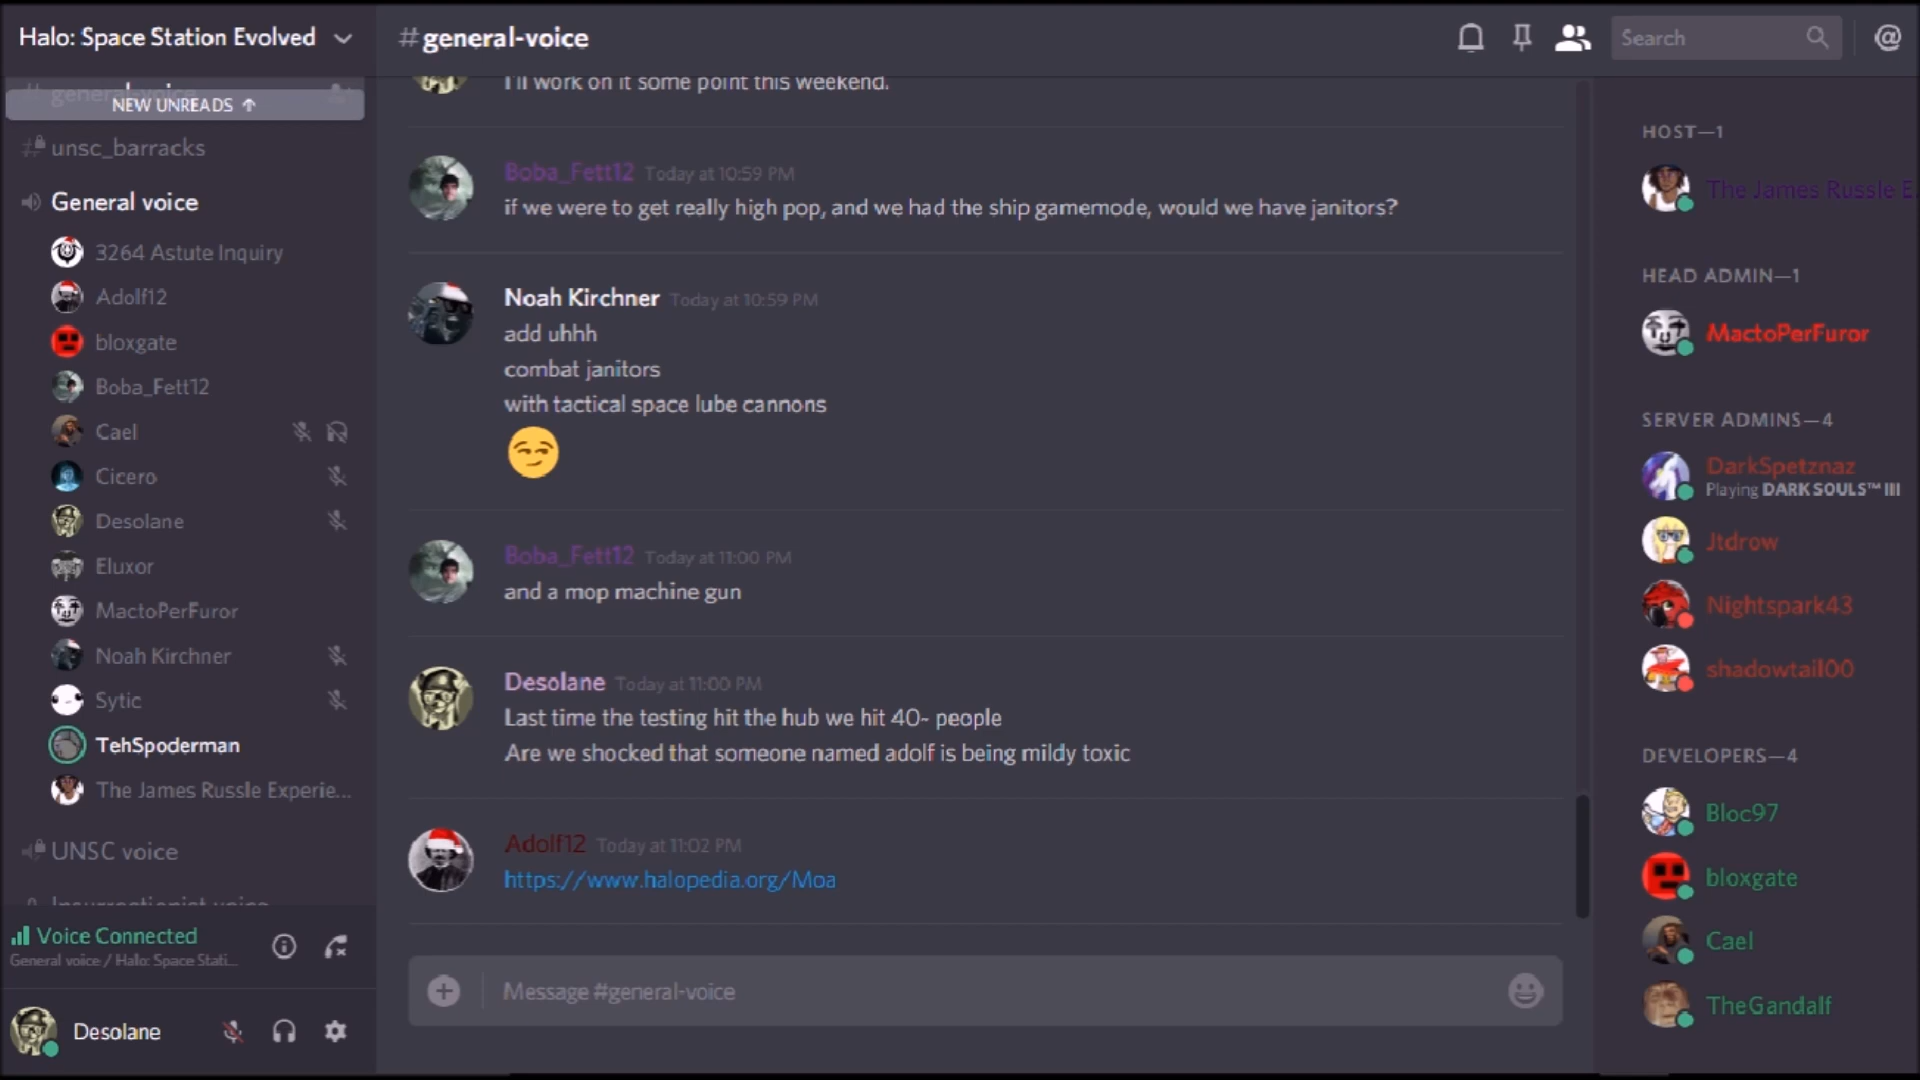 Halo: Space Station Evolved
NEW UNREADS ↑
unsc_barracks
General voice
3264 Astute Inquiry
Adolf12
bloxgate
Boba_Fett12
Cael
Cicero
Desolane
Eluxor
MactoPerFuror
Noah Kirchner
Sytic
TehSpoderman
The James Russle Experie...
UNSC voice
Insurrectionist voice
Voice Connected
General voice / Halo: Space Stati...
Desolane
#general-voice
I'll work on it some point this weekend.
Boba_Fett12 Today at 10:59 PM
if we were to get really high pop, and we had the ship gamemode, would we have janitors?
Noah Kirchner Today at 10:59 PM
add uhhh
combat janitors
with tactical space lube cannons
Boba_Fett12 Today at 11:00 PM
and a mop machine gun
Desolane Today at 11:00 PM
Last time the testing hit the hub we hit 40- people
Are we shocked that someone named adolf is being mildy toxic
Adolf12 Today at 11:02 PM
https://www.halopedia.org/Moa
Message #general-voice
Search
@
HOST—1
The James Russle E
HEAD ADMIN—1
MactoPerFuror
SERVER ADMINS—4
DarkSpetznaz
Playing DARK SOULS™ III
Jtdrow
Nightspark43
shadowtail00
DEVELOPERS—4
Bloc97
bloxgate
Cael
TheGandalf